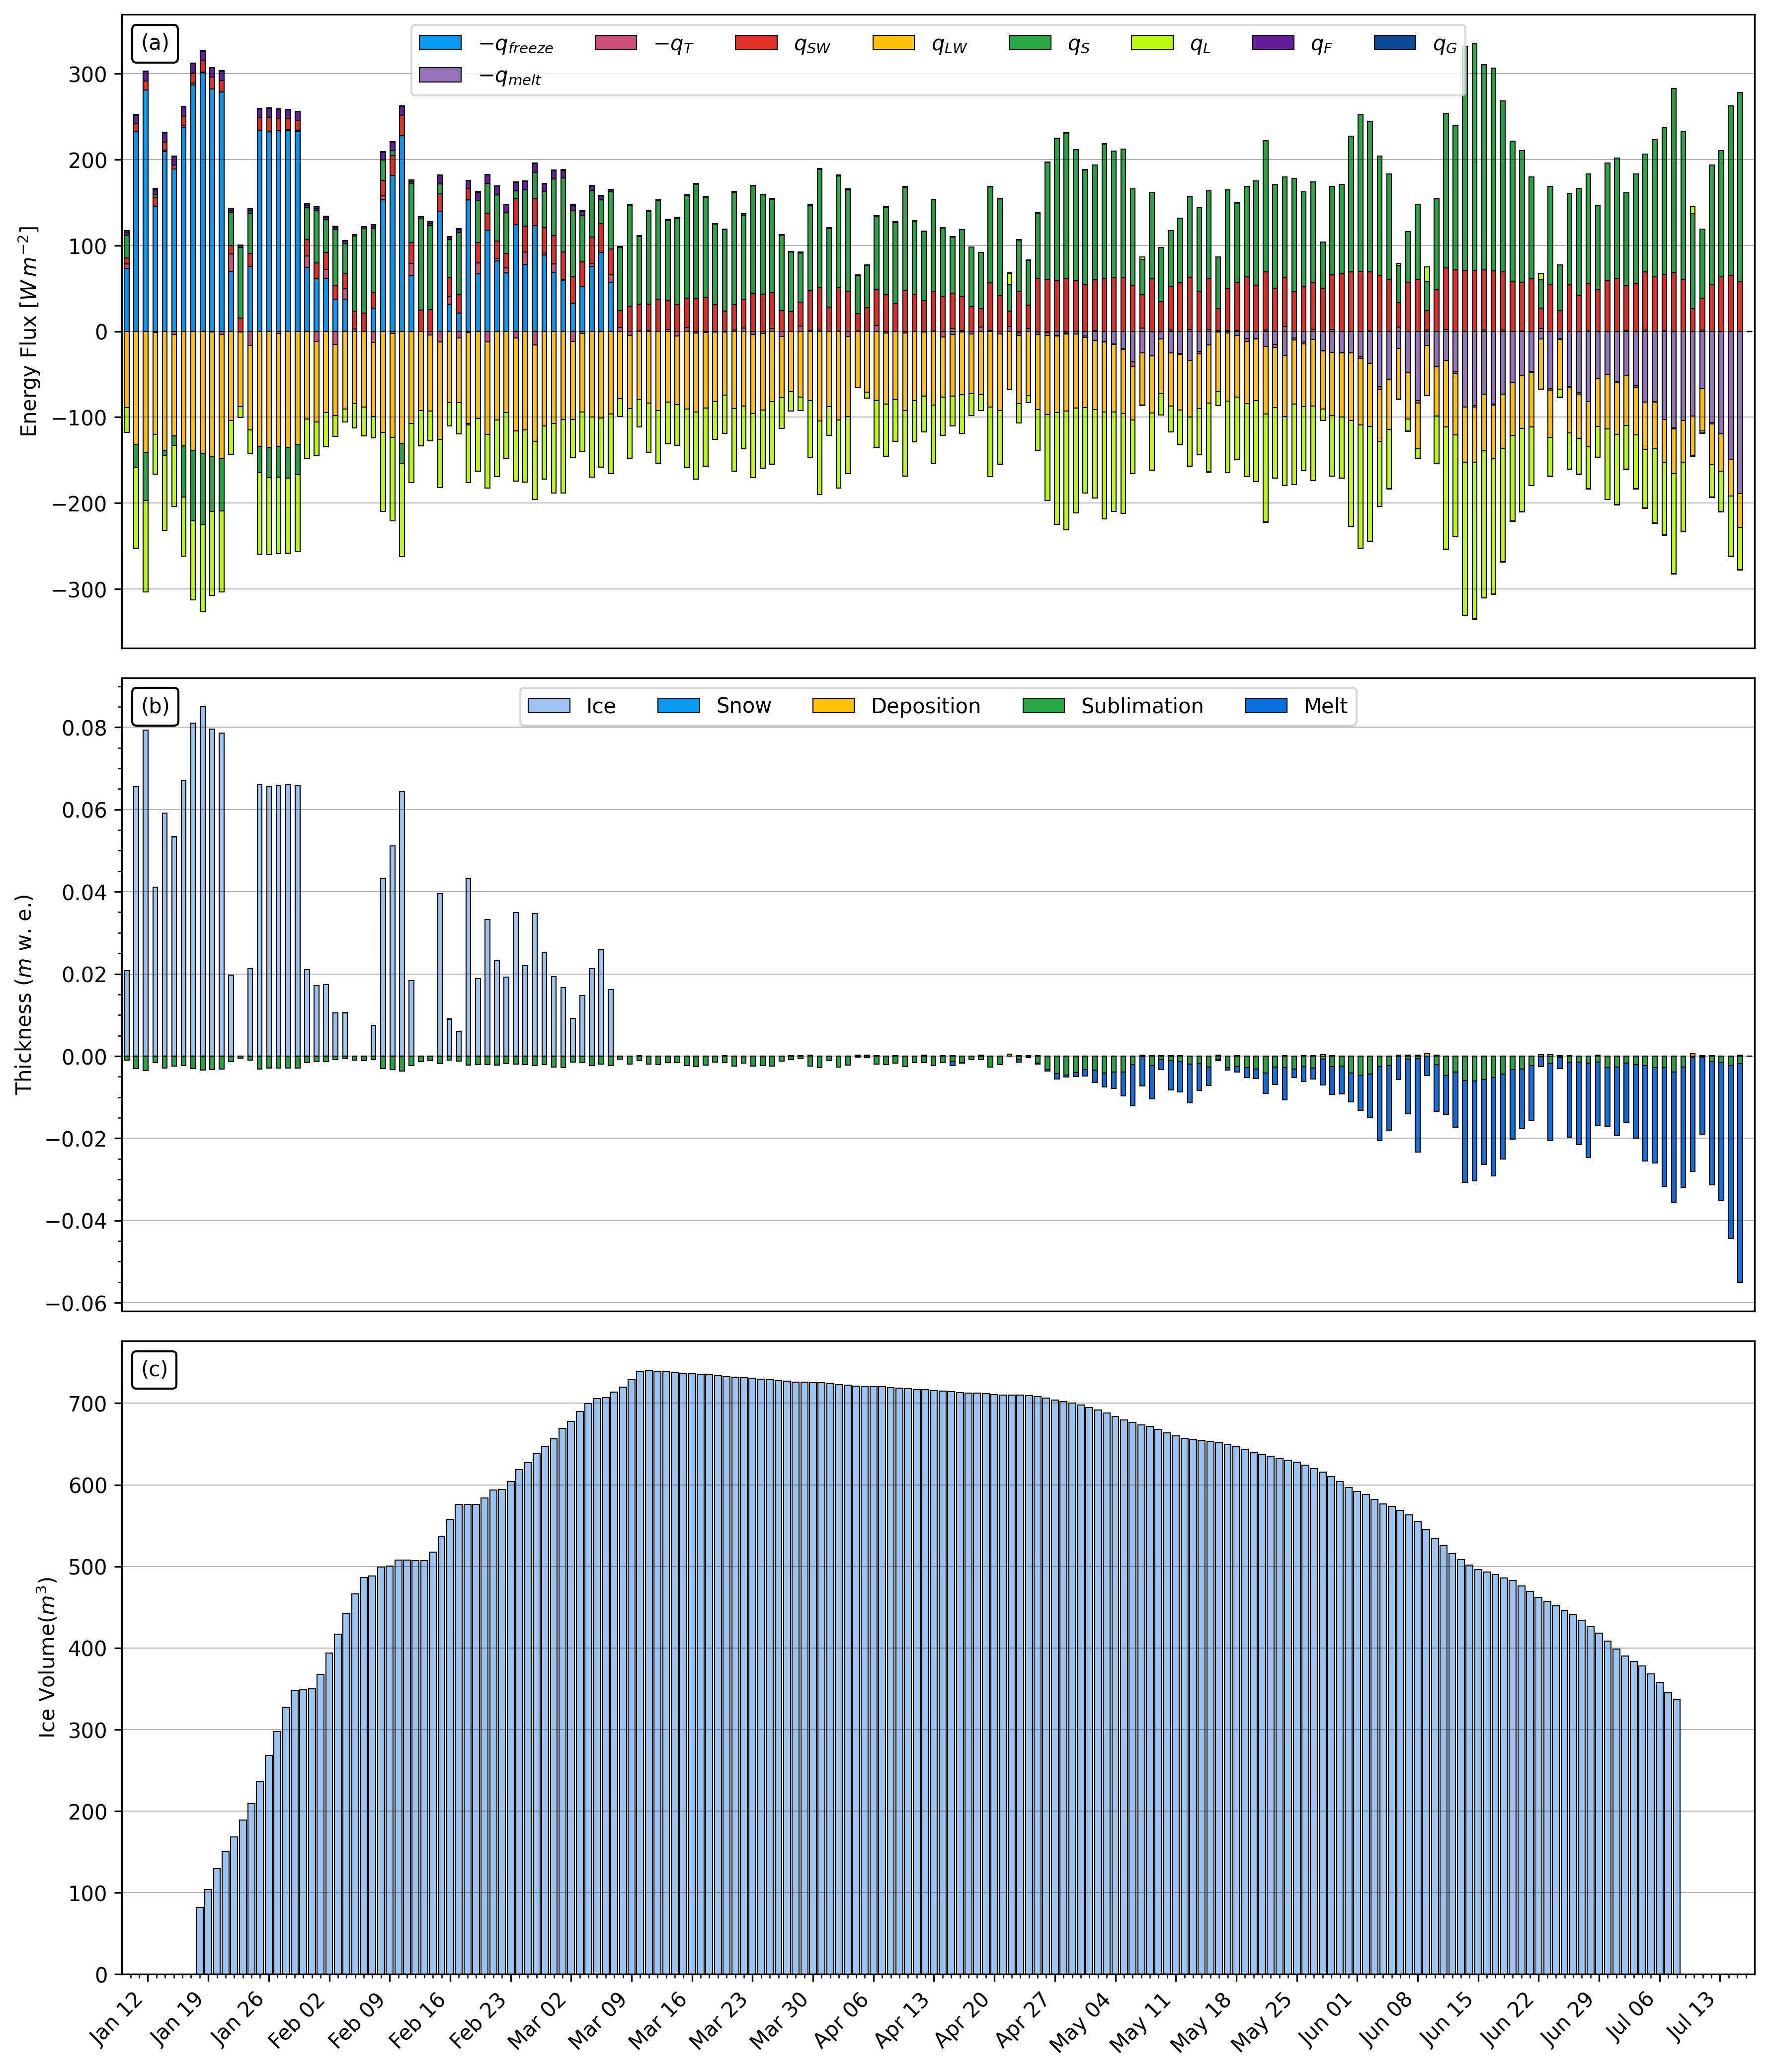 (a)
−q_freeze −q_T q_SW q_LW q_S q_L q_F q_G
−q_melt
Energy Flux [W m⁻²]
300
200
100
0
−100
−200
−300
(b)
Ice Snow Deposition Sublimation Melt
Thickness (m w. e.)
0.08
0.06
0.04
0.02
0.00
−0.02
−0.04
−0.06
(c)
Ice Volume(m³)
700
600
500
400
300
200
100
0
Jan 12 Jan 19 Jan 26 Feb 02 Feb 09 Feb 16 Feb 23 Mar 02 Mar 09 Mar 16 Mar 23 Mar 30 Apr 06 Apr 13 Apr 20 Apr 27 May 04 May 11 May 18 May 25 Jun 01 Jun 08 Jun 15 Jun 22 Jun 29 Jul 06 Jul 13